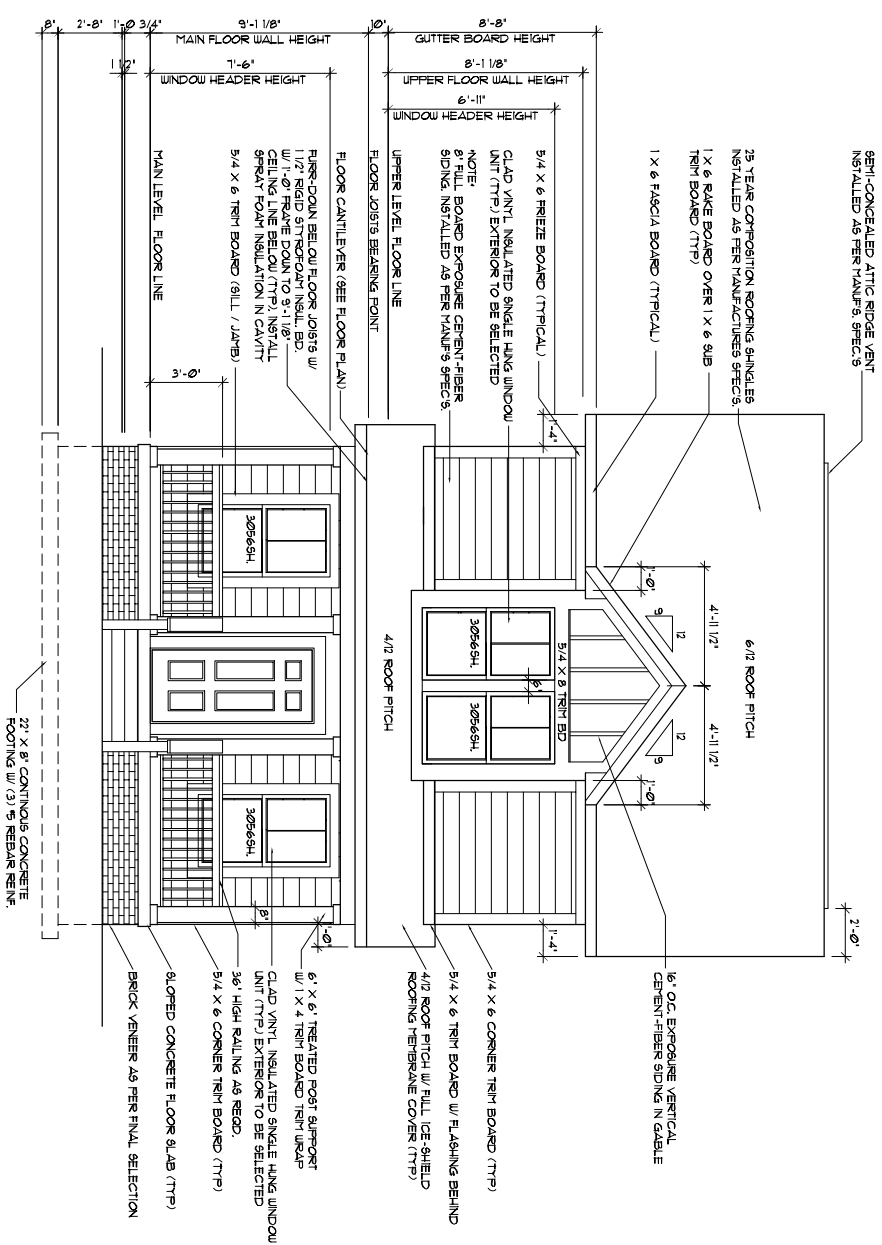 SEMI-CONCEALED ATTIC RIDGE VENT
INSTALLED AS PER MANUF'S. SPEC'S
25 YEAR COMPOSITION ROOFING SHINGLES
INSTALLED AS PER MANUFACTURES SPEC'S.
1 X 6 RAKE BOARD OVER 1 X 6 SUB
TRIM BOARD (TYP)
1 X 6 FASCIA BOARD (TYPICAL)
5/4 X 6 FRIEZE BOARD (TYPICAL)
CLAD VINYL INSULATED SINGLE HUNG WINDOW
UNIT (TYP.) EXTERIOR TO BE SELECTED
*NOTE*
8" FULL BOARD EXPOSURE CEMENT-FIBER
SIDING. INSTALLED AS PER MANUF'S SPEC'S.
UPPER LEVEL FLOOR LINE
FLOOR JOISTS BEARING POINT
FLOOR CANTILEVER (SEE FLOOR PLAN)
FURR-DOWN BELOW FLOOR JOISTS W/
1 1/2" RIGID STYROFOAM INSUL. BD.
W/ 1'-0" FRAME DOWN TO 9'-1 1/8"
CEILING LINE BELOW (TYP.) INSTALL
SPRAY FOAM INSULATION IN CAVITY
5/4 X 6 TRIM BOARD (SILL / JAMB)
MAIN LEVEL FLOOR LINE
8'-8"
GUTTER BOARD HEIGHT
8'-1 1/8"
UPPER FLOOR WALL HEIGHT
6'-11"
WINDOW HEADER HEIGHT
10"
9'-1 1/8"
MAIN FLOOR WALL HEIGHT
7'-6"
WINDOW HEADER HEIGHT
1'-0 3/4"
1 1/2"
2'-8"
8"
3'-0"
2'-0"
6/12 ROOF PITCH
4'-11 1/2"
4'-11 1/2"
12
9
12
9
1'-0"
1'-0"
1'-4"
1'-4"
5/4 X 8 TRIM BD
6"
3056SH.
3056SH.
4/12 ROOF PITCH
1'-0"
8"
3056SH.
3056SH.
16" O.C. EXPOSURE VERTICAL
CEMENT-FIBER SIDING IN GABLE
5/4 X 6 CORNER TRIM BOARD (TYP)
5/4 X 6 TRIM BOARD W/ FLASHING BEHIND
4/12 ROOF PITCH W/ FULL ICE-SHIELD
ROOFING MEMBRANE COVER (TYP)
6" X 6" TREATED POST SUPPORT
W/ 1 X 4 TRIM BOARD TRIM WRAP
CLAD VINYL INSULATED SINGLE HUNG WINDOW
UNIT (TYP.) EXTERIOR TO BE SELECTED
36" HIGH RAILING AS REQD.
5/4 X 6 CORNER TRIM BOARD (TYP)
SLOPED CONCRETE FLOOR SLAB (TYP)
BRICK VENEER AS PER FINAL SELECTION
22" X 8" CONTINOUS CONCRETE
FOOTING W/ (3) #5 REBAR REINF.